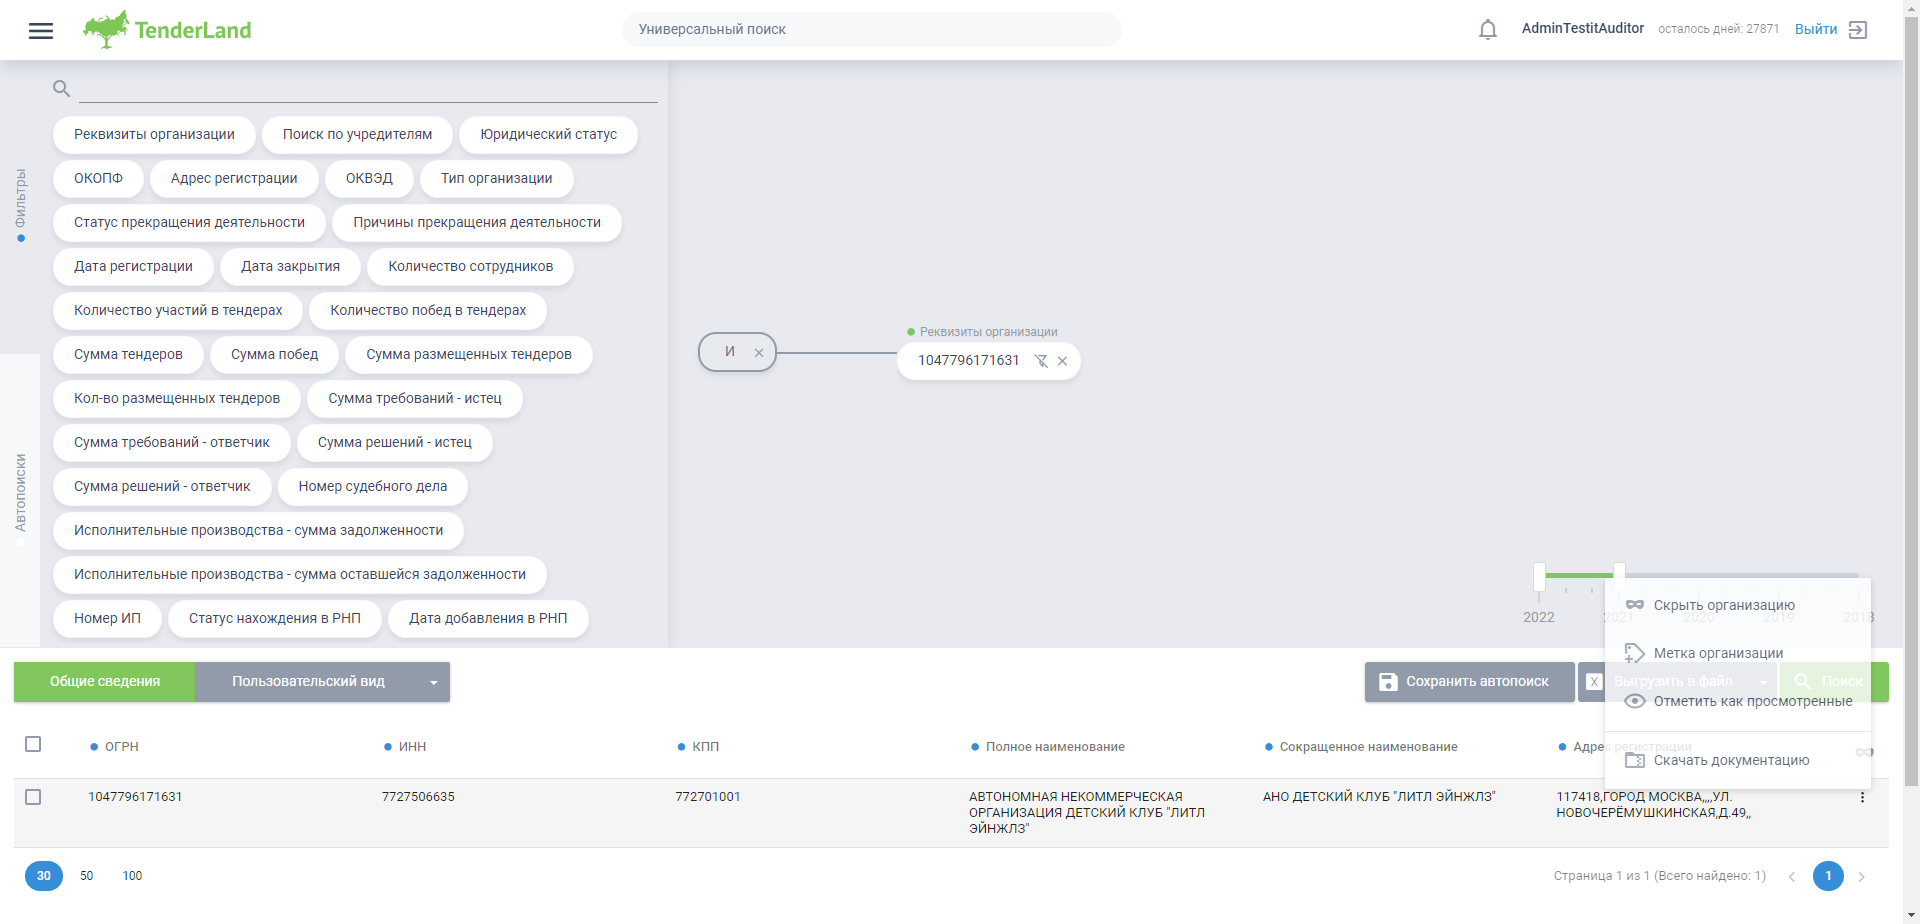 TenderLand
Универсальный поиск
AdminTestitAuditor
осталось дней: 27871
Выйти
Фильтры
Автопоиски
Реквизиты организации
Поиск по учредителям
Юридический статус
ОКОПФ
Адрес регистрации
ОКВЭД
Тип организации
Статус прекращения деятельности
Причины прекращения деятельности
Дата регистрации
Дата закрытия
Количество сотрудников
Количество участий в тендерах
Количество побед в тендерах
Сумма тендеров
Сумма побед
Сумма размещенных тендеров
Кол-во размещенных тендеров
Сумма требований - истец
Сумма требований - ответчик
Сумма решений - истец
Сумма решений - ответчик
Номер судебного дела
Исполнительные производства - сумма задолженности
Исполнительные производства - сумма оставшейся задолженности
Номер ИП
Статус нахождения в РНП
Дата добавления в РНП
И
Реквизиты организации
1047796171631
2022
2021
2020
2019
2018
Скрыть организацию
Метка организации
Отметить как просмотренные
Скачать документацию
Общие сведения
Пользовательский вид
Сохранить автопоиск
X
Выгрузить в файл
Поиск
ОГРН
ИНН
КПП
Полное наименование
Сокращенное наименование
Адрес регистрации
1047796171631
7727506635
772701001
АВТОНОМНАЯ НЕКОММЕРЧЕСКАЯ
ОРГАНИЗАЦИЯ ДЕТСКИЙ КЛУБ "ЛИТЛ
ЭЙНЖЛЗ"
АНО ДЕТСКИЙ КЛУБ "ЛИТЛ ЭЙНЖЛЗ"
117418,ГОРОД МОСКВА,,,,УЛ.
НОВОЧЕРЁМУШКИНСКАЯ,Д.49,,
30
50
100
Страница 1 из 1 (Всего найдено: 1)
1